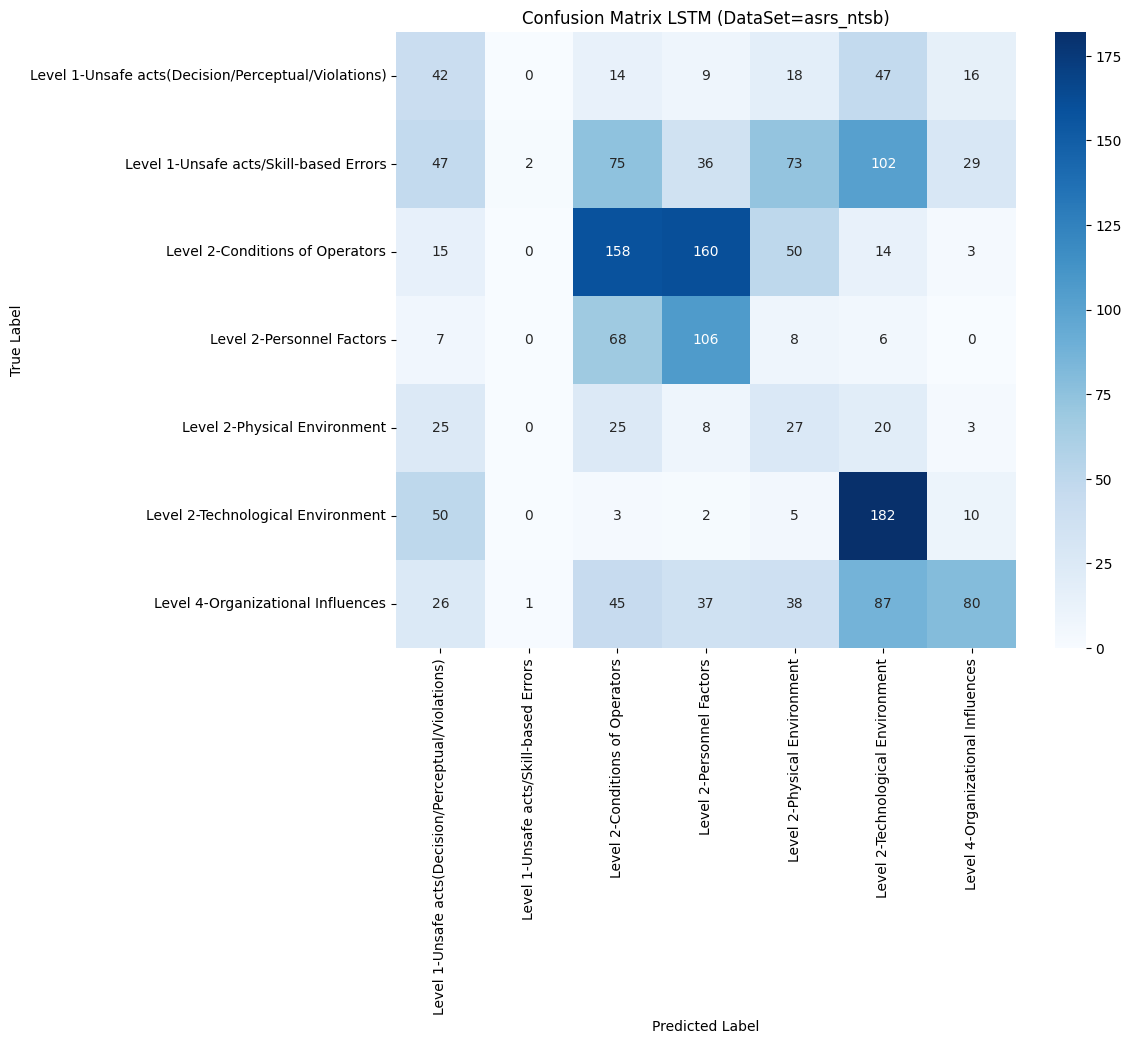 Confusion Matrix LSTM (DataSet=asrs_ntsb)
True Label
Level 1-Unsafe acts(Decision/Perceptual/Violations) 42 0 14 9 18 47 16
Level 1-Unsafe acts/Skill-based Errors 47 2 75 36 73 102 29
Level 2-Conditions of Operators 15 0 158 160 50 14 3
Level 2-Personnel Factors 7 0 68 106 8 6 0
Level 2-Physical Environment 25 0 25 8 27 20 3
Level 2-Technological Environment 50 0 3 2 5 182 10
Level 4-Organizational Influences 26 1 45 37 38 87 80
Level 1-Unsafe acts(Decision/Perceptual/Violations)
Level 1-Unsafe acts/Skill-based Errors
Level 2-Conditions of Operators
Level 2-Personnel Factors
Level 2-Physical Environment
Level 2-Technological Environment
Level 4-Organizational Influences
Predicted Label
175
150
125
100
75
50
25
0